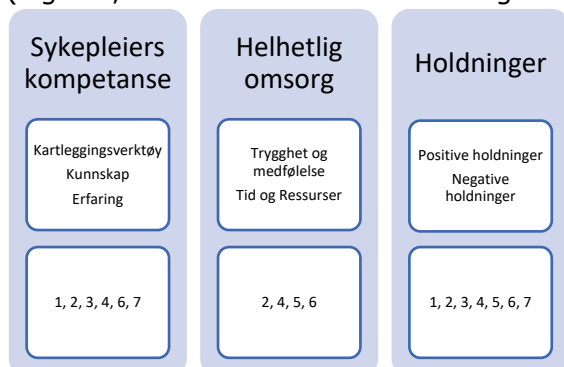 Sykepleiers
kompetanse
Kartleggingsverktøy
Kunnskap
Erfaring
1, 2, 3, 4, 6, 7
Helhetlig
omsorg
Trygghet og
medfølelse
Tid og Ressurser
2, 4, 5, 6
Holdninger
Positive holdninger
Negative
holdninger
1, 2, 3, 4, 5, 6, 7